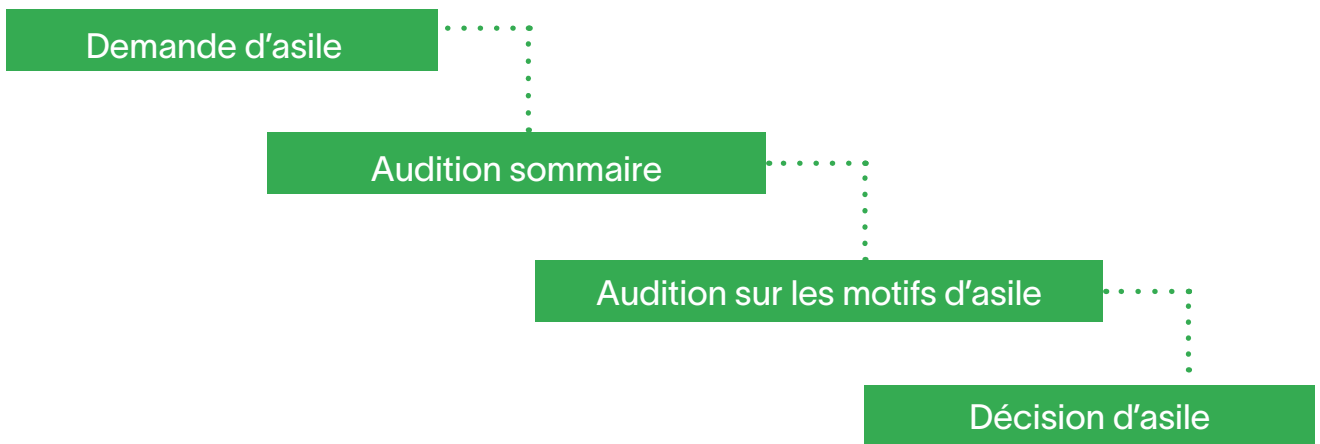 Demande d’asile
Audition sommaire
Audition sur les motifs d’asile
Décision d’asile